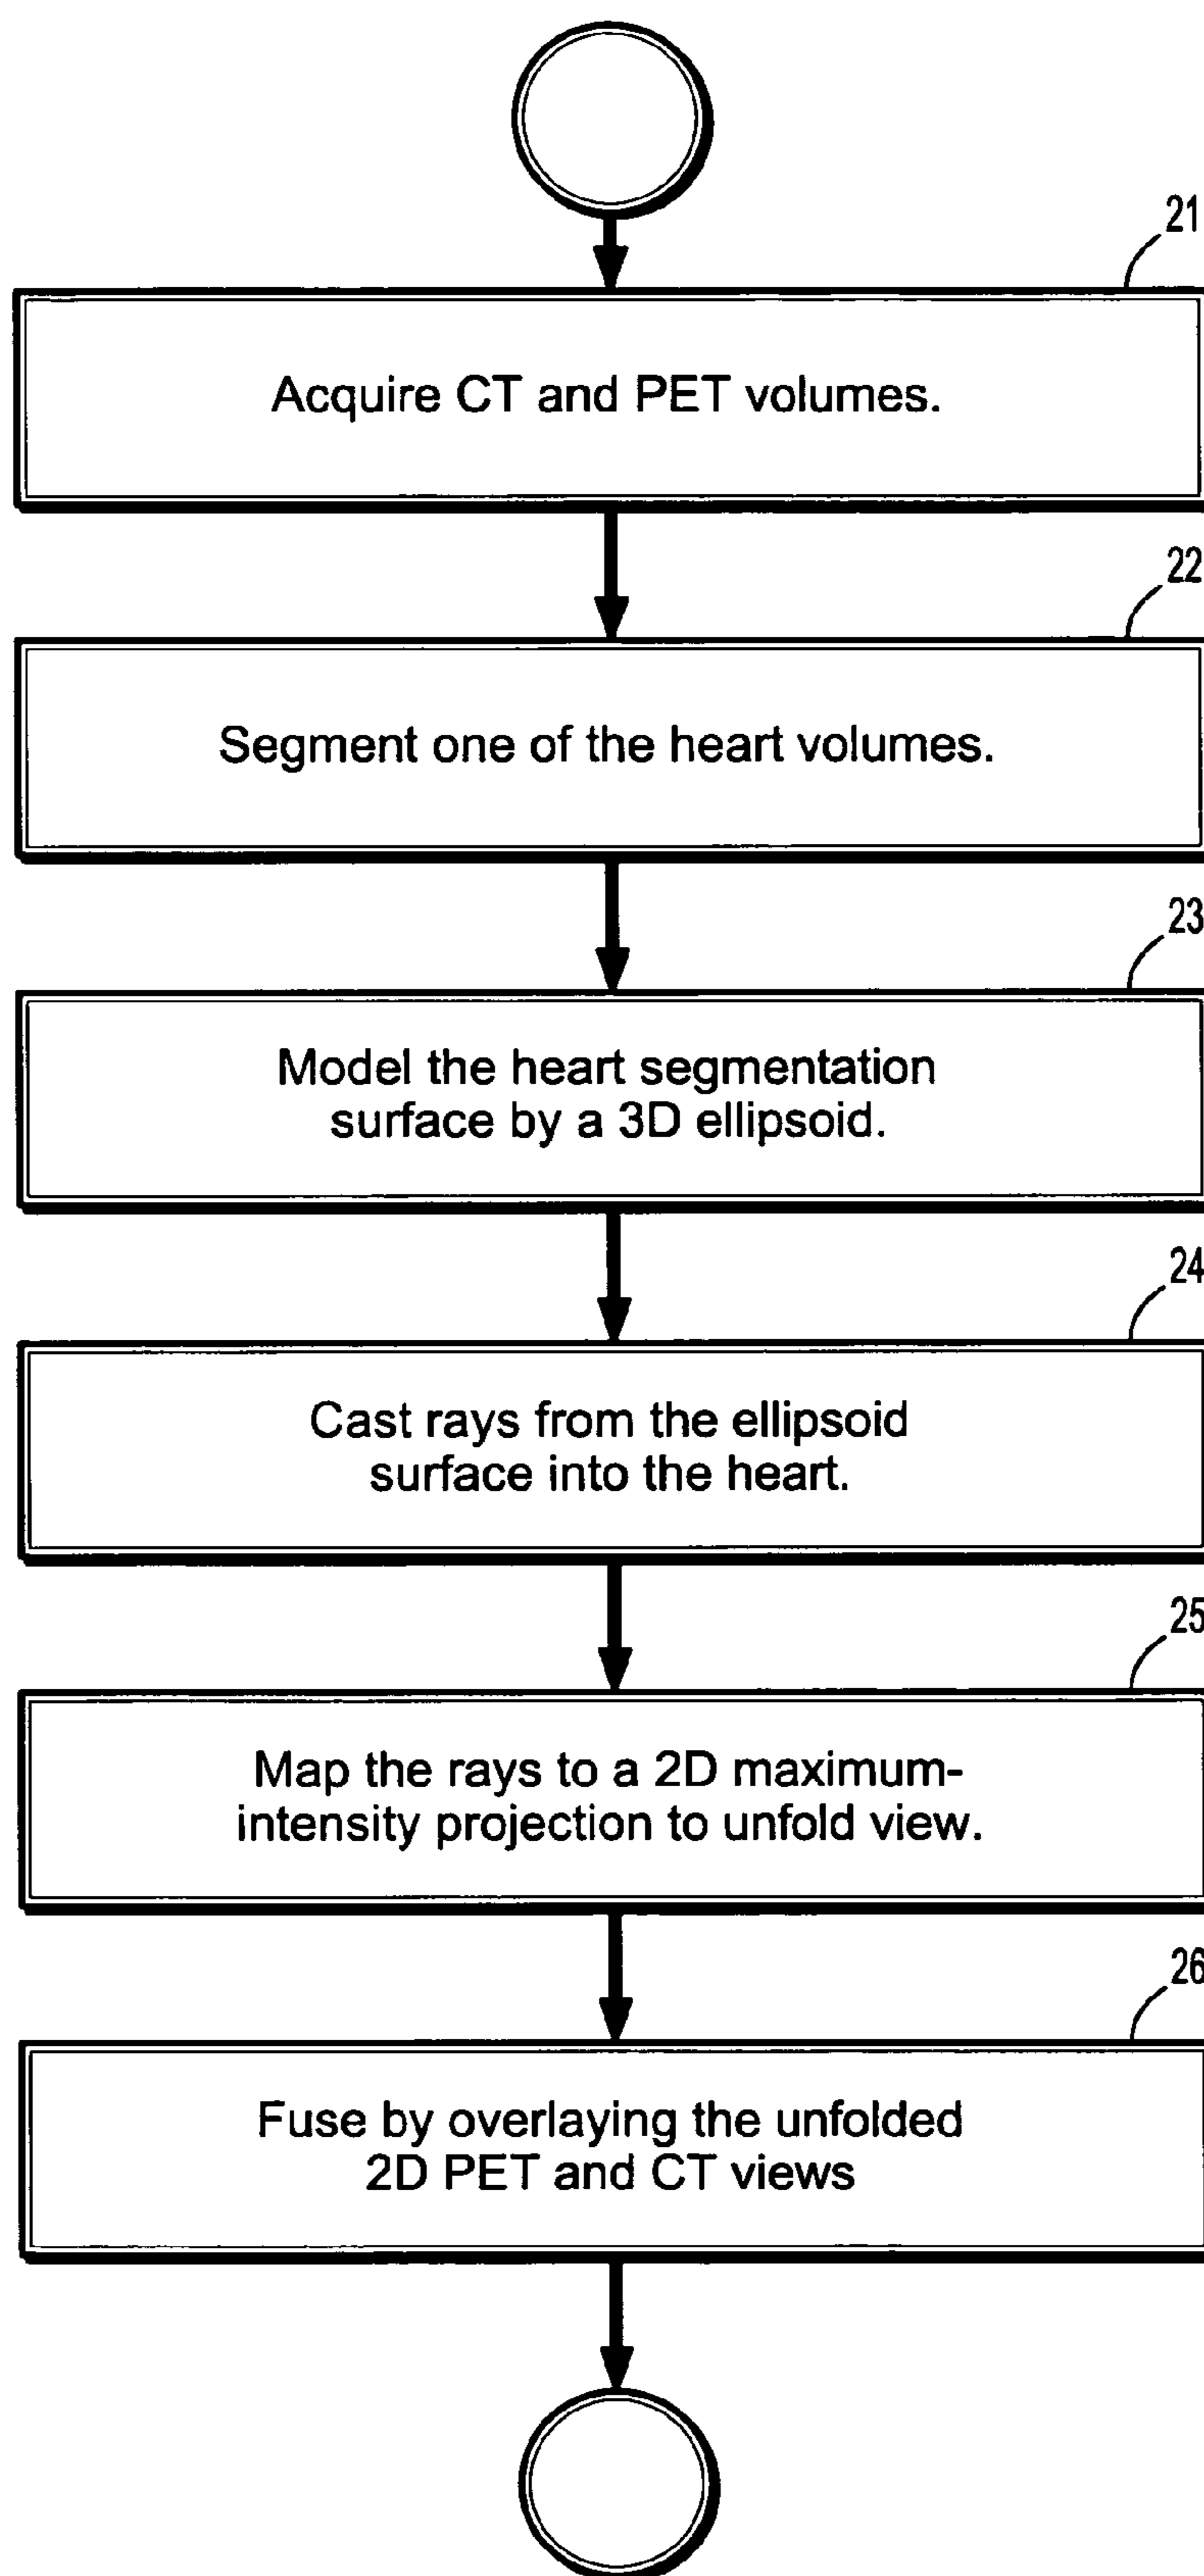 21
Acquire CT and PET volumes.
22
Segment one of the heart volumes.
23
Model the heart segmentation
surface by a 3D ellipsoid.
24
Cast rays from the ellipsoid
surface into the heart.
25
Map the rays to a 2D maximum-
intensity projection to unfold view.
26
Fuse by overlaying the unfolded
2D PET and CT views